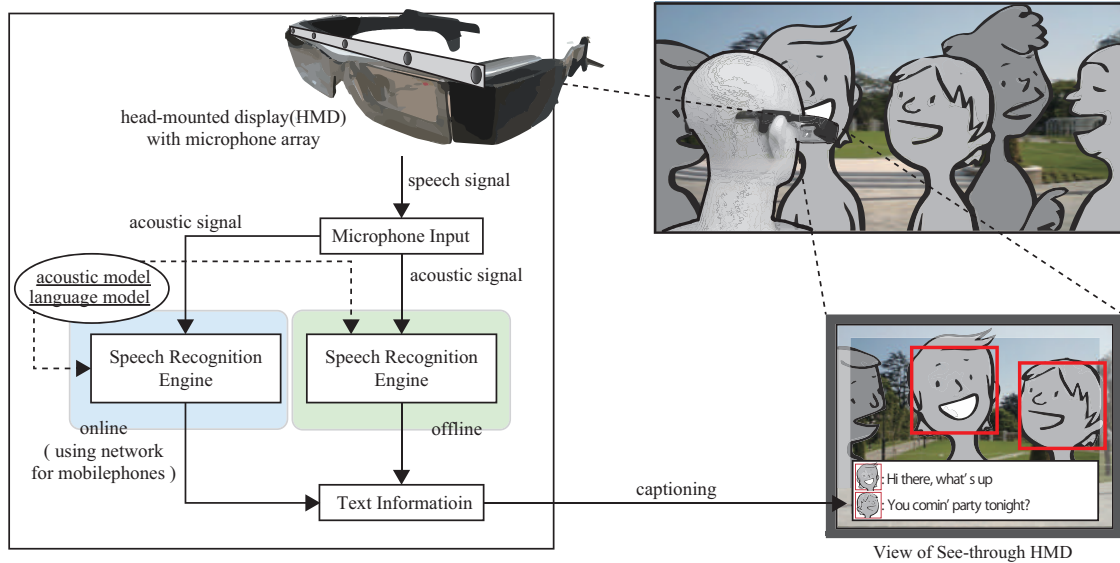 head-mounted display(HMD)
with microphone array
speech signal
Microphone Input
acoustic signal
acoustic signal
acoustic model
language model
Speech Recognition
Engine
Speech Recognition
Engine
online
( using network
for mobilephones )
offline
Text Informatioin
captioning
: Hi there, what's up
: You comin' party tonight?
View of See-through HMD